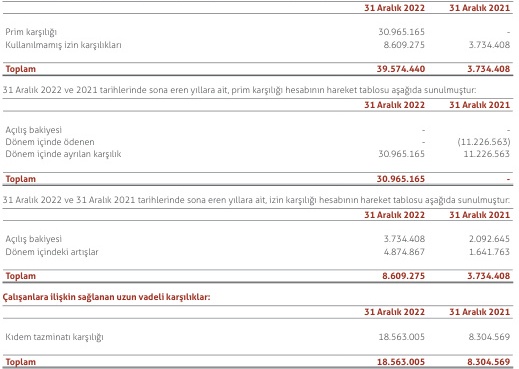 31 Aralık 2022 31 Aralık 2021
Prim karşılığı 30.965.165 -
Kullanılmamış izin karşılıkları 8.609.275 3.734.408
Toplam 39.574.440 3.734.408
31 Aralık 2022 ve 2021 tarihlerinde sona eren yıllara ait, prim karşılığı hesabının hareket tablosu aşağıda sunulmuştur:
31 Aralık 2022 31 Aralık 2021
Açılış bakiyesi - -
Dönem içinde ödenen - (11.226.563)
Dönem içinde ayrılan karşılık 30.965.165 11.226.563
Toplam 30.965.165 -
31 Aralık 2022 ve 31 Aralık 2021 tarihlerinde sona eren yıllara ait, izin karşılığı hesabının hareket tablosu aşağıda sunulmuştur:
31 Aralık 2022 31 Aralık 2021
Açılış bakiyesi 3.734.408 2.092.645
Dönem içindeki artışlar 4.874.867 1.641.763
Toplam 8.609.275 3.734.408
Çalışanlara ilişkin sağlanan uzun vadeli karşılıklar:
31 Aralık 2022 31 Aralık 2021
Kıdem tazminatı karşılığı 18.563.005 8.304.569
Toplam 18.563.005 8.304.569